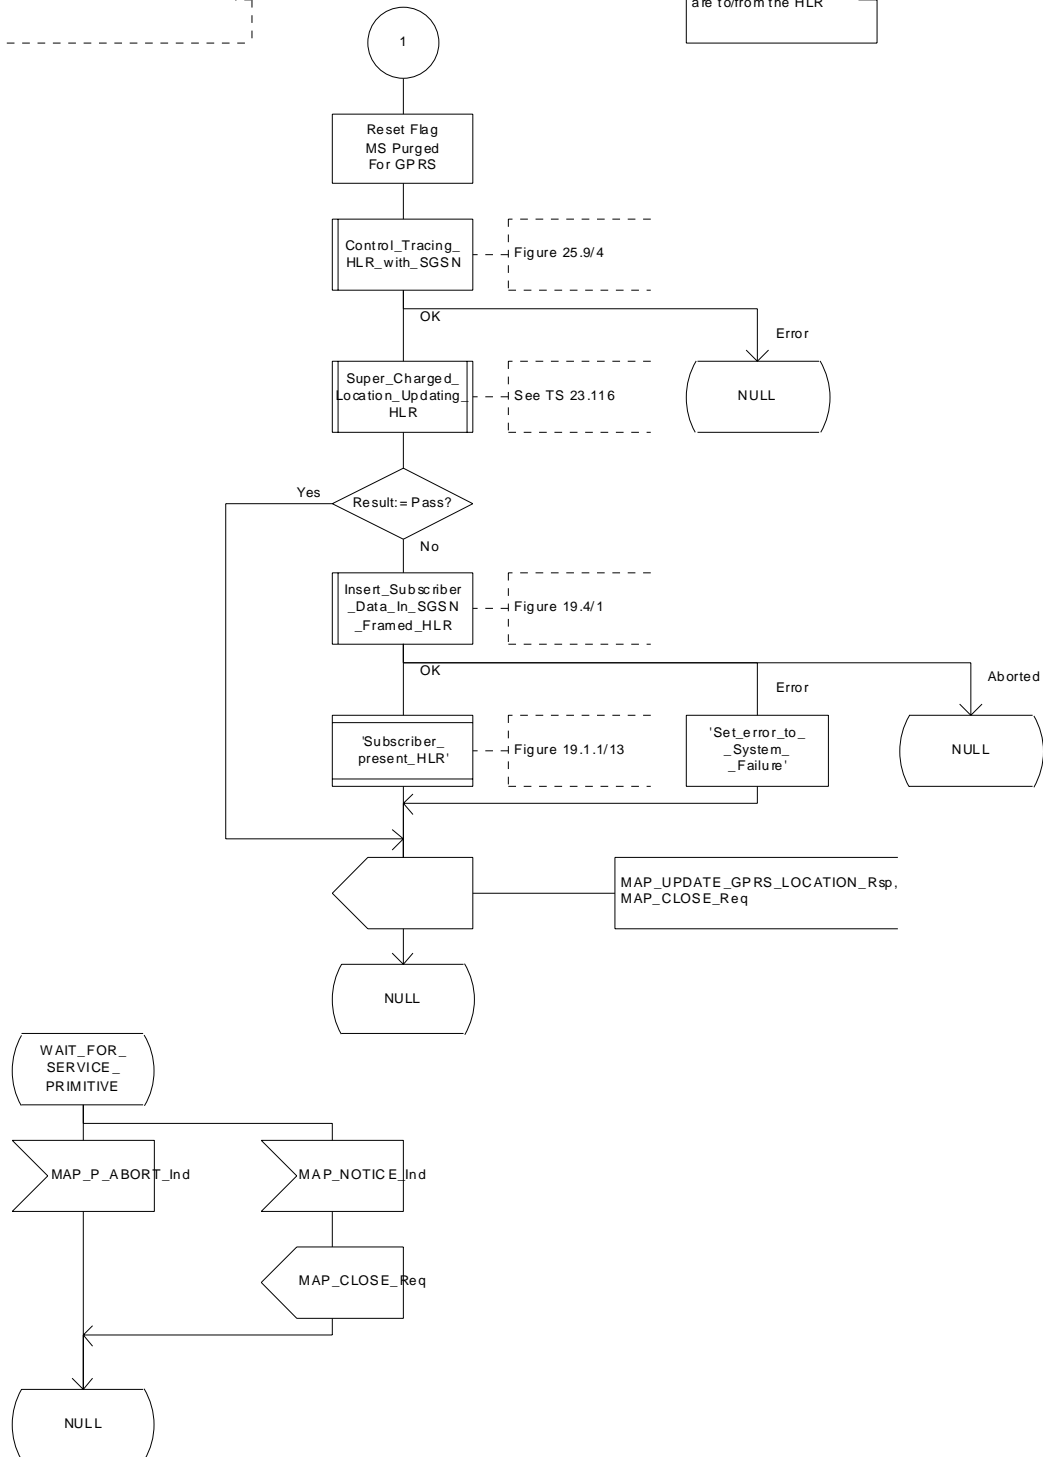 are to/from the HLR
1
Reset Flag
MS Purged
For GPRS
Control_Tracing_
HLR_with_SGSN
Figure 25.9/4
OK
Error
Super_Charged_
Location_Updating_
HLR
See TS 23.116
NULL
Yes
Result:= Pass?
No
Insert_Subscriber
_Data_In_SGSN
_Framed_HLR
Figure 19.4/1
OK
Error
Aborted
'Subscriber_
present_HLR'
Figure 19.1.1/13
'Set_error_to_
_System_
_Failure'
NULL
MAP_UPDATE_GPRS_LOCATION_Rsp,
MAP_CLOSE_Req
NULL
WAIT_FOR_
SERVICE_
PRIMITIVE
MAP_P_ABORT_Ind
MAP_NOTICE_Ind
MAP_CLOSE_Req
NULL